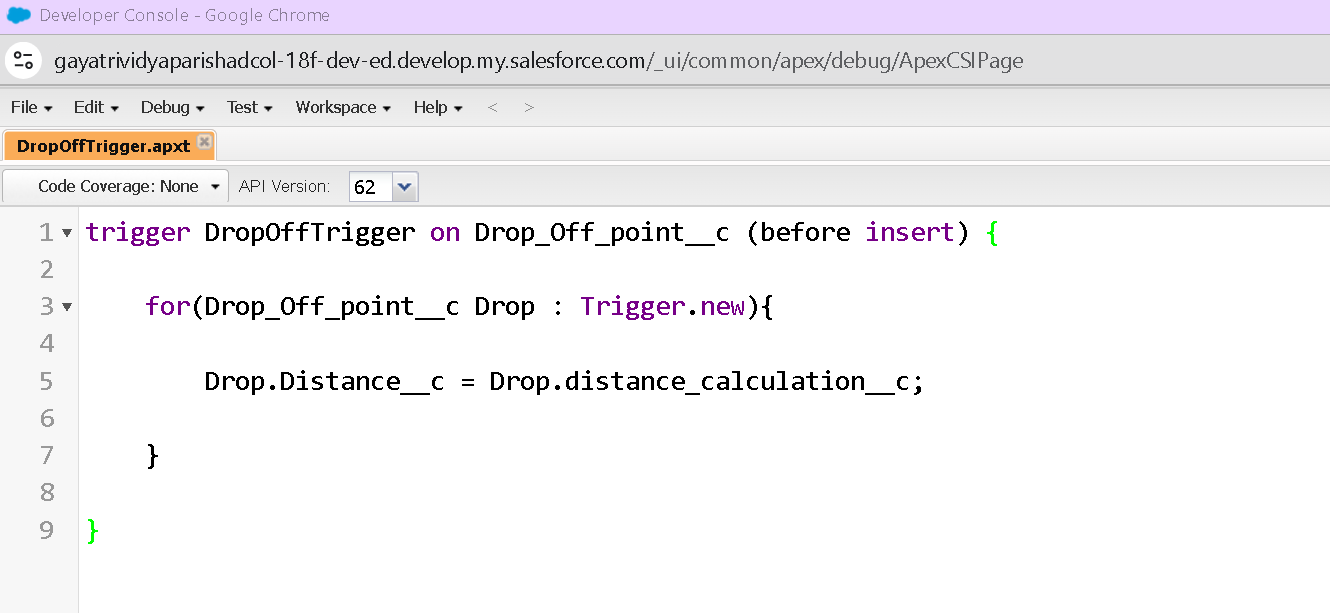 Developer Console - Google Chrome
gayatrividyaparishadcol-18f-dev-ed.develop.my.salesforce.com/_ui/common/apex/debug/ApexCSIPage
File Edit Debug Test Workspace Help < >
DropOffTrigger.apxt
Code Coverage: None API Version: 62
1 trigger DropOffTrigger on Drop_Off_point__c (before insert) {
2
3 for(Drop_Off_point__c Drop : Trigger.new){
4
5 Drop.Distance__c = Drop.distance_calculation__c;
6
7 }
8
9 }